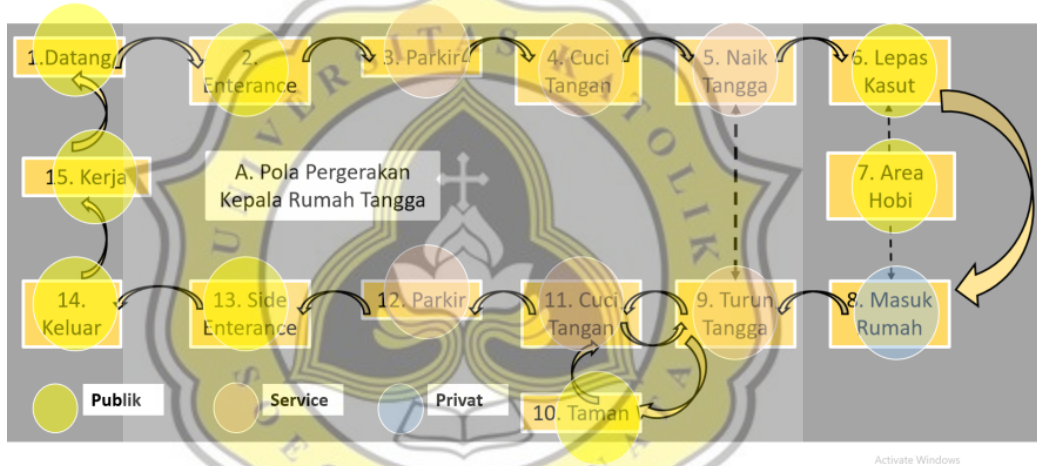 1.Datang
2.
Enterance
3. Parkir
4. Cuci
Tangan
5. Naik
Tangga
6. Lepas
Kasut
15. Kerja
A. Pola Pergerakan
Kepala Rumah Tangga
7. Area
Hobi
14.
Keluar
13. Side
Enterance
12. Parkir
11. Cuci
Tangan
9. Turun
Tangga
8. Masuk
Rumah
Publik
Service
Privat
10. Taman
UNIVERSITAS KATOLIK
Activate Windows